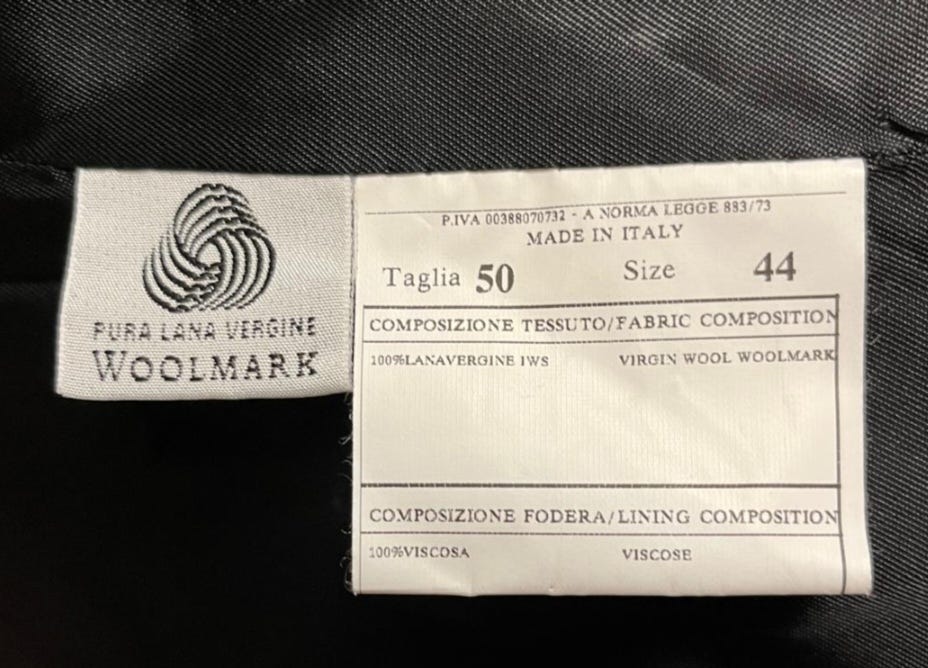 PURA LANA VERGINE
WOOLMARK
P.IVA 00388070732 - A NORMA LEGGE 883/73
MADE IN ITALY
Taglia 50 Size 44
COMPOSIZIONE TESSUTO/FABRIC COMPOSITION
100%LANAVERGINE IWS VIRGIN WOOL WOOLMARK
COMPOSIZIONE FODERA/LINING COMPOSITION
100%VISCOSA VISCOSE